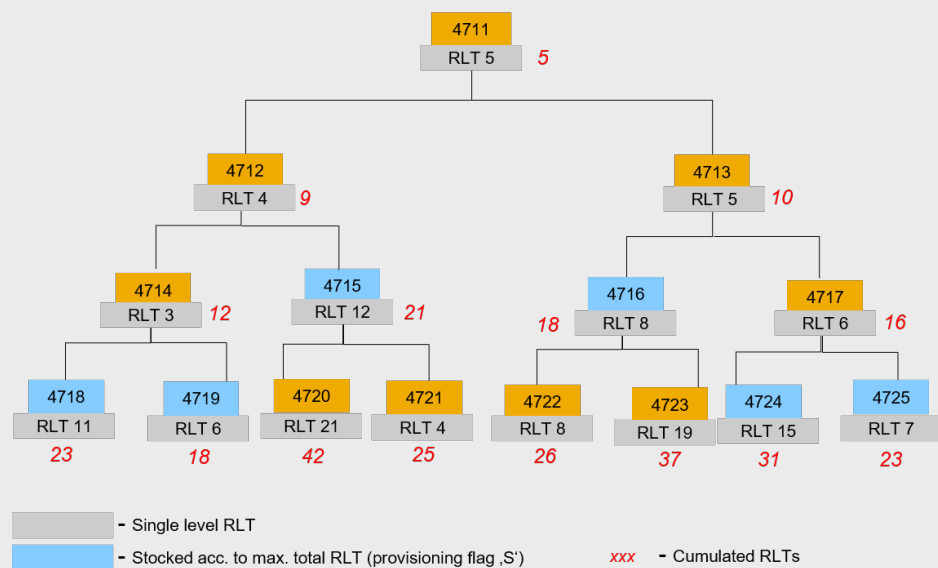 4711
RLT 5 5
4712 4713
RLT 4 9 RLT 5 10
4714 4715 4716 4717
RLT 3 12 RLT 12 21 18 RLT 8 RLT 6 16
4718 4719 4720 4721 4722 4723 4724 4725
RLT 11 RLT 6 RLT 21 RLT 4 RLT 8 RLT 19 RLT 15 RLT 7
23 18 42 25 26 37 31 23
- Single level RLT
- Stocked acc. to max. total RLT (provisioning flag ‚S‘) xxx - Cumulated RLTs